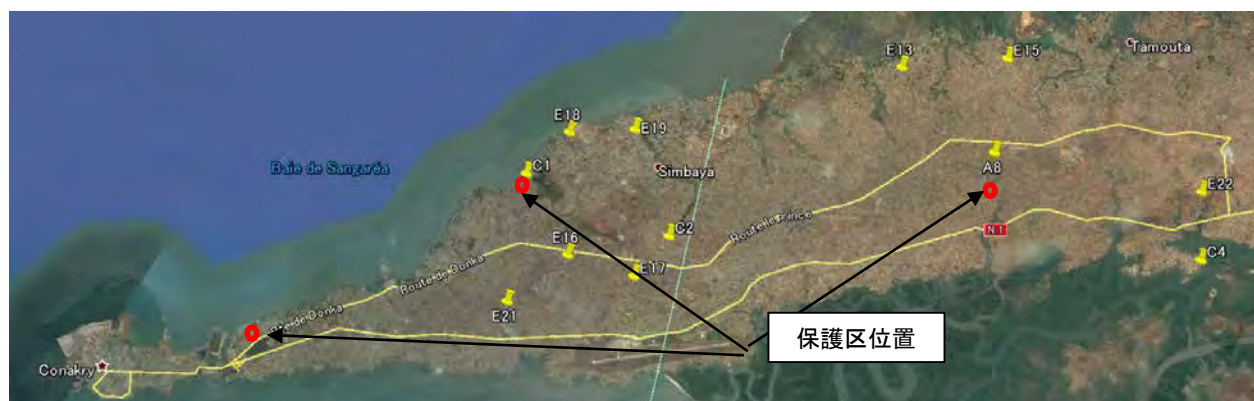 E13
E15
Tamouta
E18
E19
Baie de Sangaréa
C1
Simbaya
A8
E22
C2
Route le Prince
N1
E16
Route de Donka
E17
C4
E21
Route de Donka
保護区位置
Conakry